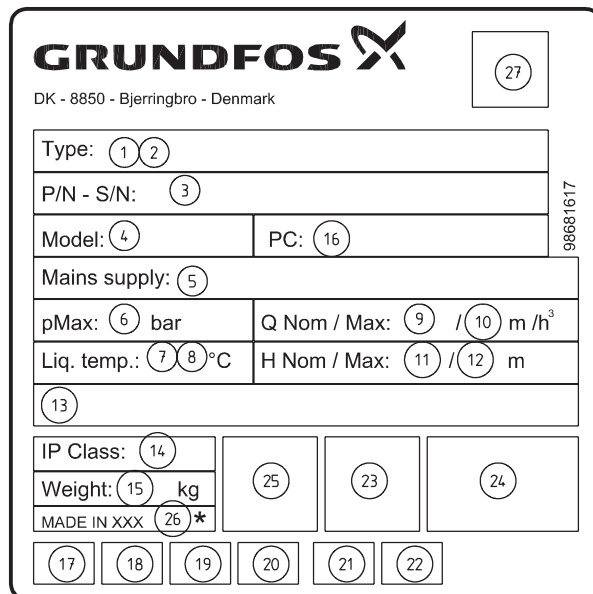 GRUNDFOS
27
DK - 8850 - Bjerringbro - Denmark
Type: 1 2
P/N - S/N: 3
Model: 4 PC: 16
98681617
Mains supply: 5
pMax: 6 bar Q Nom / Max: 9 / 10 m /h³
Liq. temp.: 7 8 °C H Nom / Max: 11 / 12 m
13
IP Class: 14
Weight: 15 kg
MADE IN XXX 26 *
25 23 24
17 18 19 20 21 22